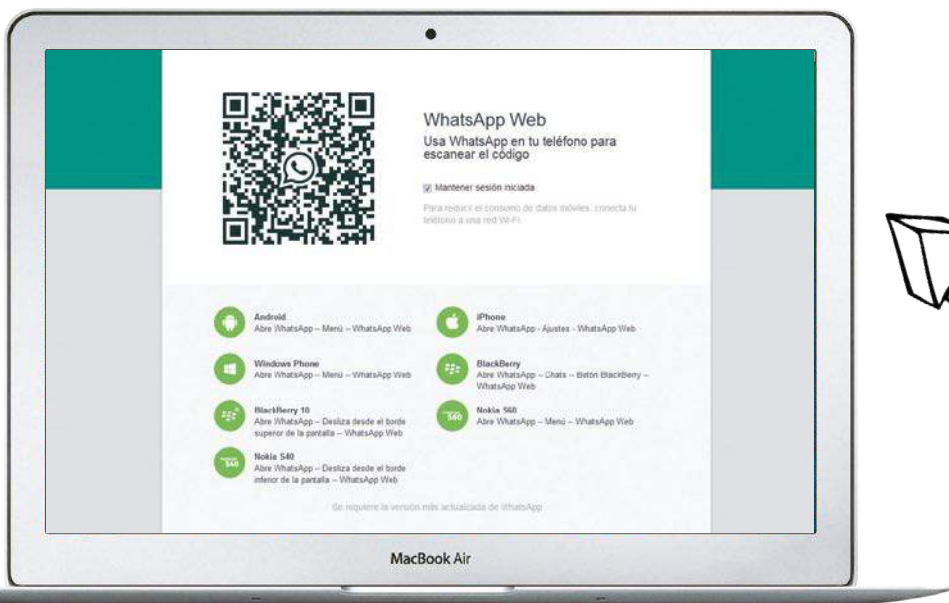 WhatsApp Web
Usa WhatsApp en tu teléfono para
escanear el código
Mantener sesión iniciada
Para reducir el consumo de datos móviles, conecta tu
teléfono a una red Wi-Fi
Android
Abre WhatsApp – Menú – WhatsApp Web
iPhone
Abre WhatsApp - Ajustes - WhatsApp Web
Windows Phone
Abre WhatsApp – Menú – WhatsApp Web
BlackBerry
Abre WhatsApp – Chats – Botón BlackBerry –
WhatsApp Web
BlackBerry 10
Abre WhatsApp – Desliza desde el borde
superior de la pantalla – WhatsApp Web
S60
Nokia S60
Abre WhatsApp – Menú – WhatsApp Web
S40
Nokia S40
Abre WhatsApp – Desliza desde el borde
inferior de la pantalla – WhatsApp Web
Se requiere la versión más actualizada de WhatsApp
MacBook Air